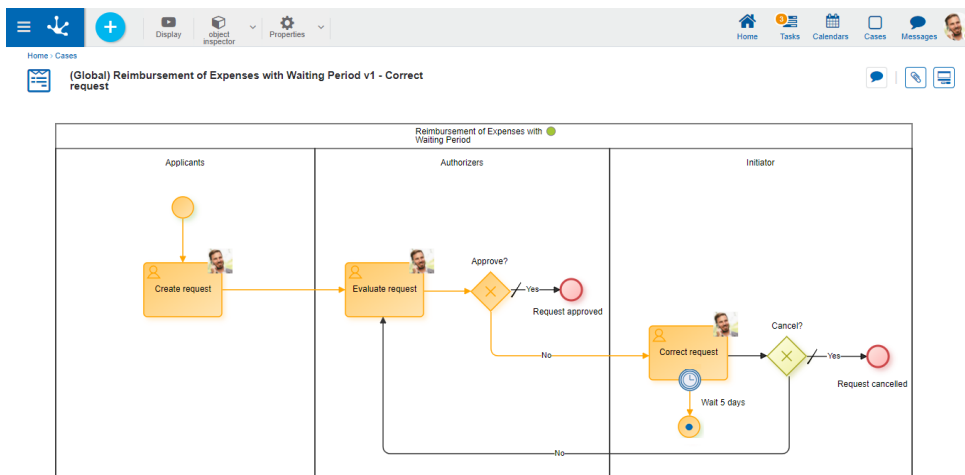 Display
object
inspector
Properties
Home
3
Tasks
Calendars
Cases
Messages
Home › Cases
(Global) Reimbursement of Expenses with Waiting Period v1 - Correct
request
Reimbursement of Expenses with
Waiting Period
Applicants
Authorizers
Initiator
Create request
Evaluate request
Approve?
Yes
Request approved
No
Correct request
Cancel?
Yes
Request cancelled
Wait 5 days
No